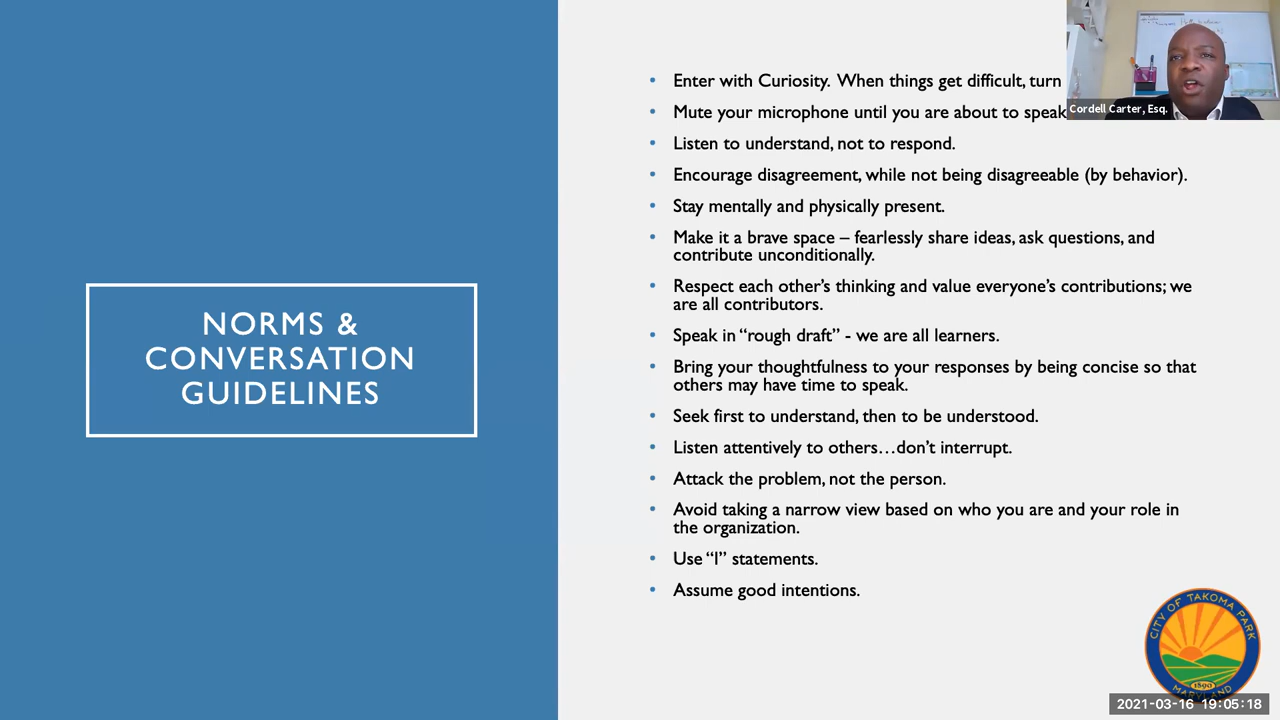 NORMS &
CONVERSATION
GUIDELINES
• Enter with Curiosity. When things get difficult, turn
• Mute your microphone until you are about to speak
• Listen to understand, not to respond.
• Encourage disagreement, while not being disagreeable (by behavior).
• Stay mentally and physically present.
• Make it a brave space – fearlessly share ideas, ask questions, and
contribute unconditionally.
• Respect each other’s thinking and value everyone’s contributions; we
are all contributors.
• Speak in “rough draft” - we are all learners.
• Bring your thoughtfulness to your responses by being concise so that
others may have time to speak.
• Seek first to understand, then to be understood.
• Listen attentively to others…don’t interrupt.
• Attack the problem, not the person.
• Avoid taking a narrow view based on who you are and your role in
the organization.
• Use “I” statements.
• Assume good intentions.
Cordell Carter, Esq.
CITY OF TAKOMA PARK
1890
MARYLAND
2021-03-16 19:05:18